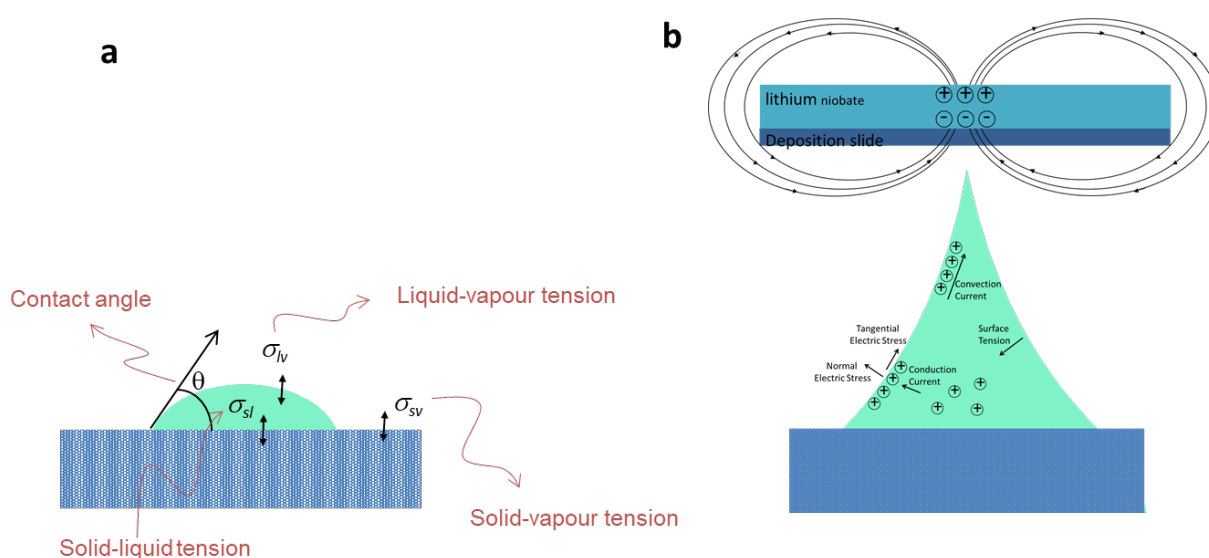 a
Contact angle
Liquid-vapour tension
θ
σlv
σsl
σsv
Solid-liquid tension
Solid-vapour tension
b
lithium niobate
+ + +
- - -
Deposition slide
+
+
+
+
Convection
Current
Tangential
Electric Stress
Surface
Tension
Normal
Electric Stress
Conduction
Current
+
+
+
+
+
+
+
+